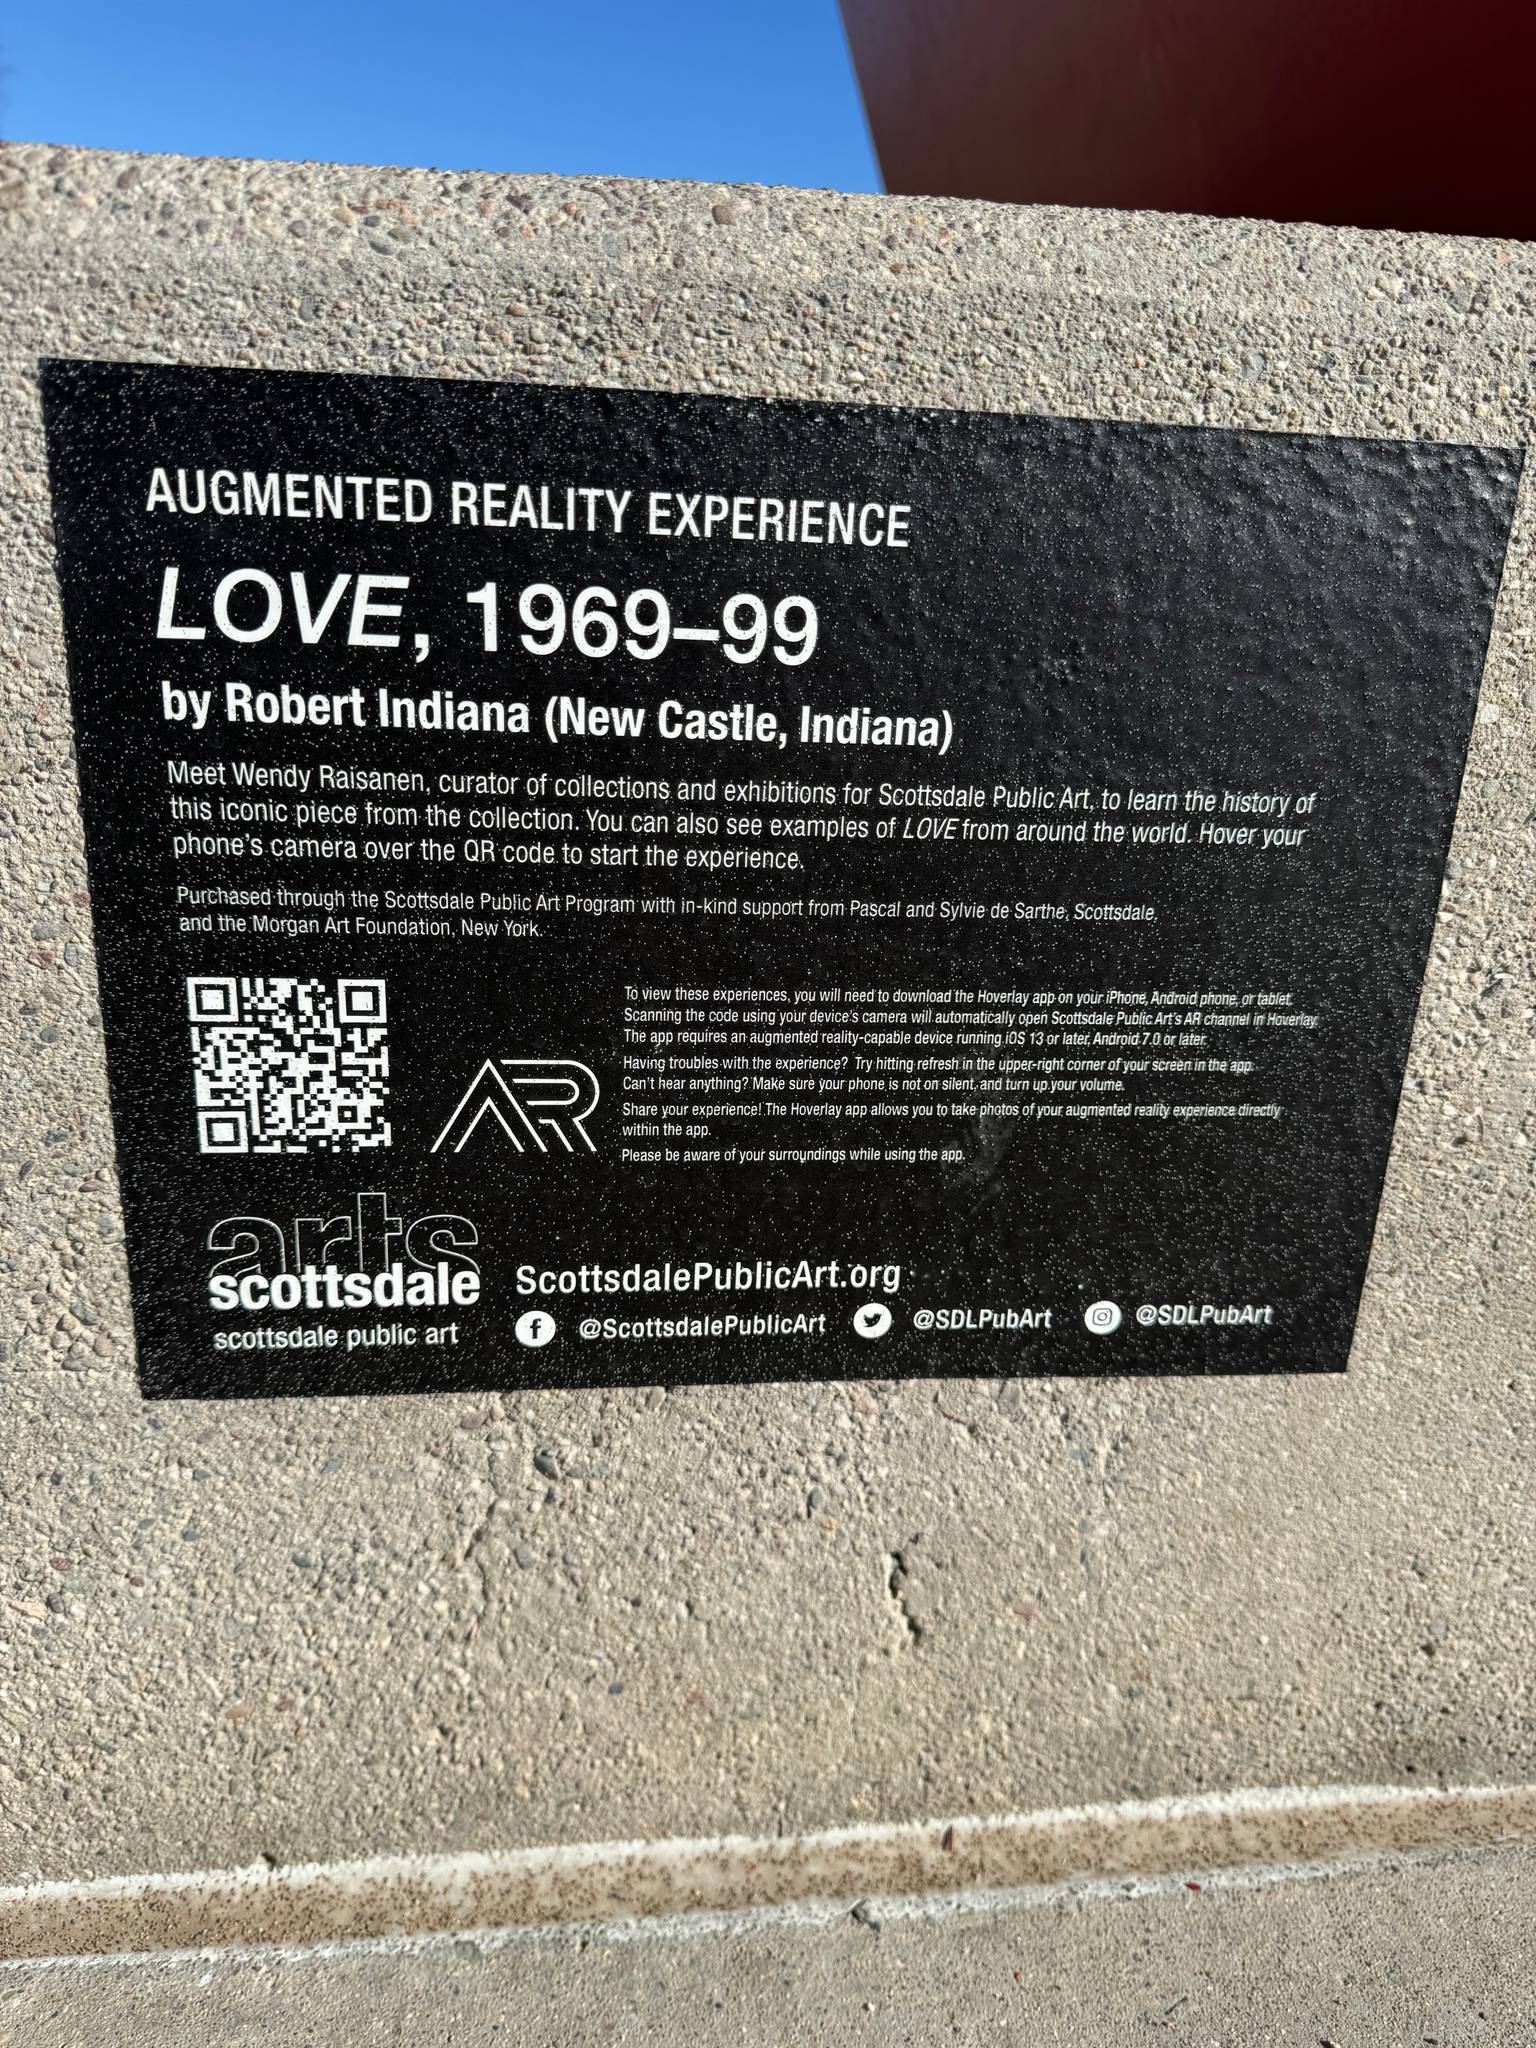 AUGMENTED REALITY EXPERIENCE
LOVE, 1969–99
by Robert Indiana (New Castle, Indiana)
Meet Wendy Raisanen, curator of collections and exhibitions for Scottsdale Public Art, to learn the history of
this iconic piece from the collection. You can also see examples of LOVE from around the world. Hover your
phone's camera over the QR code to start the experience.
Purchased through the Scottsdale Public Art Program with in-kind support from Pascal and Sylvie de Sarthe, Scottsdale,
and the Morgan Art Foundation, New York.
AR
To view these experiences, you will need to download the Hoverlay app on your iPhone, Android phone, or tablet.
Scanning the code using your device's camera will automatically open Scottsdale Public Art's AR channel in Hoverlay.
The app requires an augmented reality-capable device running iOS 13 or later, Android 7.0 or later.
Having troubles with the experience? Try hitting refresh in the upper-right corner of your screen in the app.
Can't hear anything? Make sure your phone is not on silent, and turn up your volume.
Share your experience! The Hoverlay app allows you to take photos of your augmented reality experience directly
within the app.
Please be aware of your surroundings while using the app.
arts
scottsdale
scottsdale public art
ScottsdalePublicArt.org
@ScottsdalePublicArt @SDLPubArt @SDLPubArt